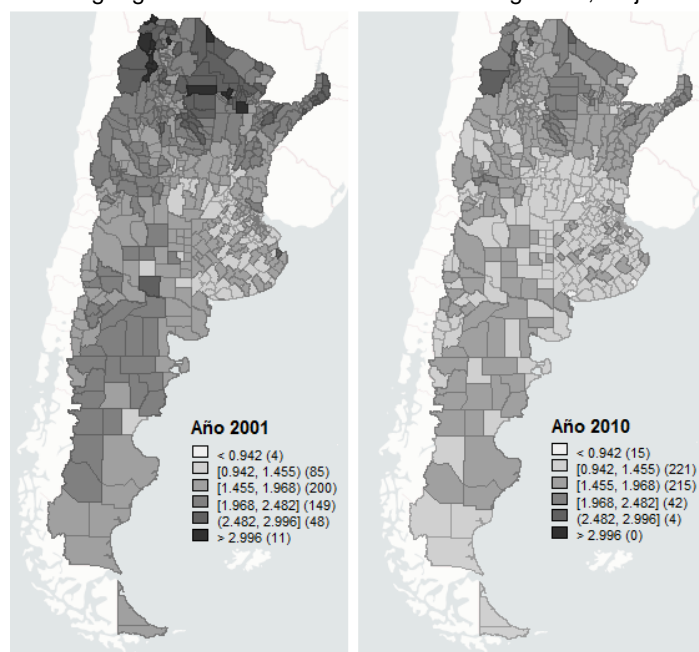 Año 2001
< 0.942 (4)
[0.942, 1.455) (85)
[1.455, 1.968) (200)
[1.968, 2.482] (149)
(2.482, 2.996] (48)
> 2.996 (11)
Año 2010
< 0.942 (15)
[0.942, 1.455) (221)
[1.455, 1.968) (215)
[1.968, 2.482] (42)
(2.482, 2.996] (4)
> 2.996 (0)